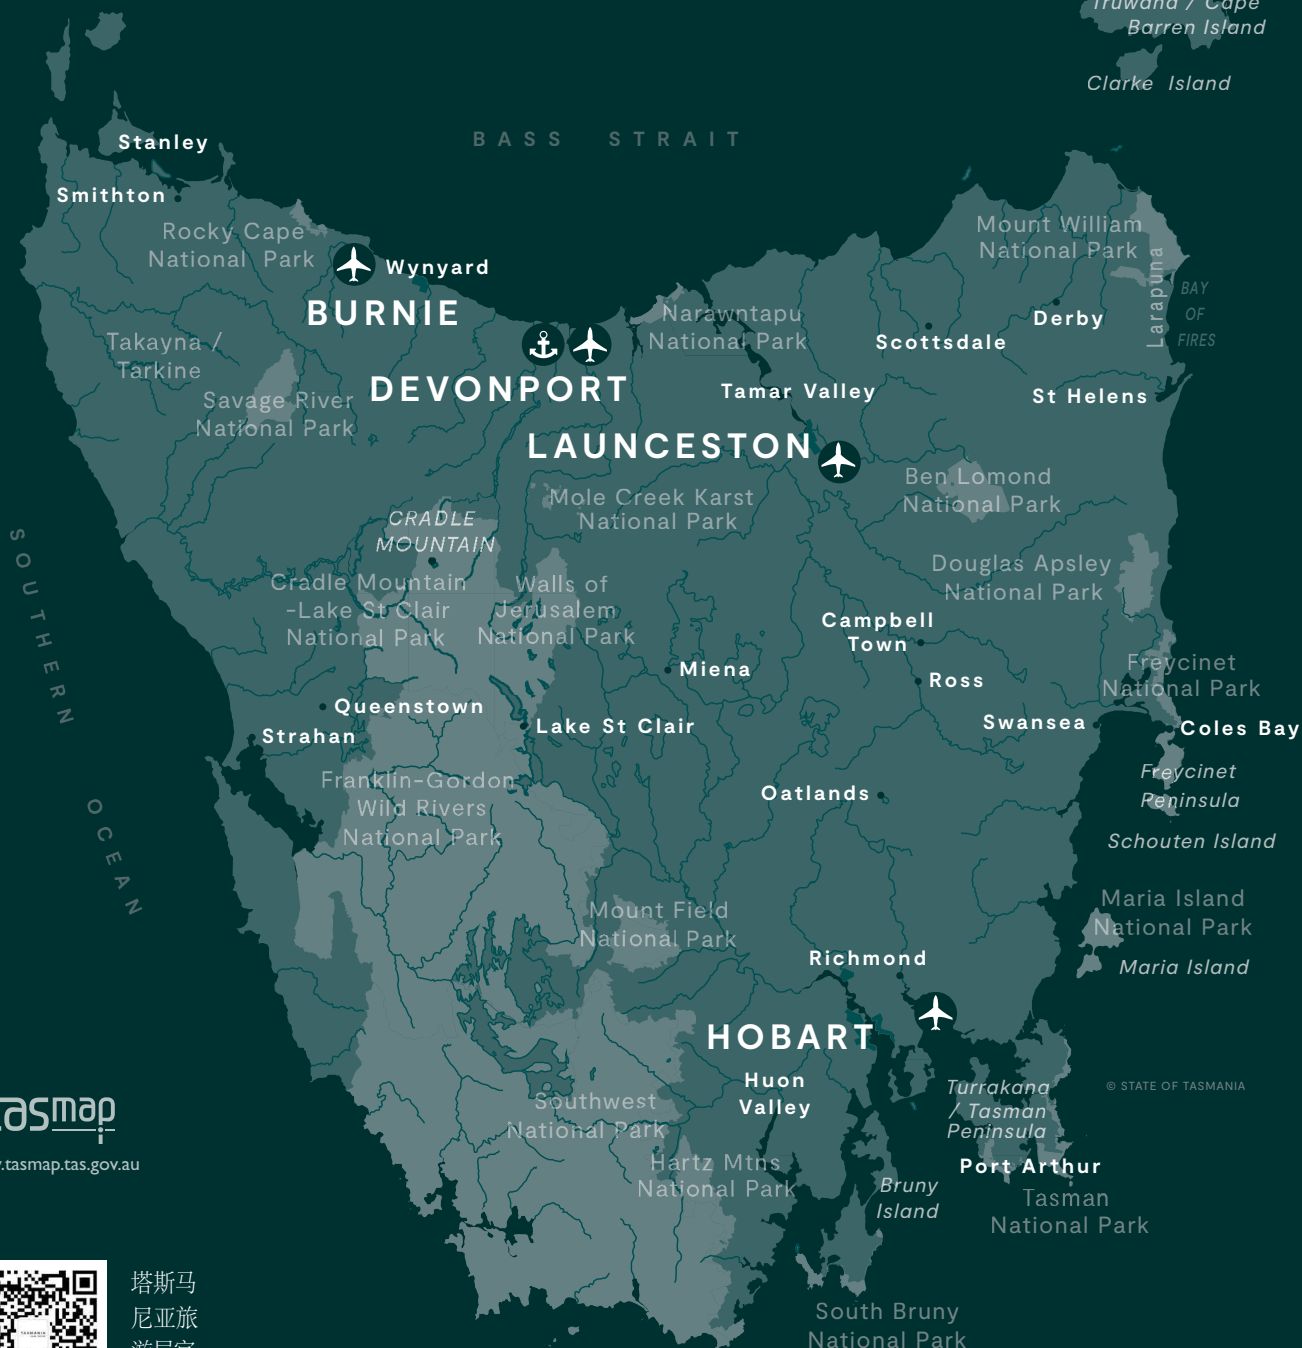 Truwana / Cape
Barren Island
Clarke Island
BASS STRAIT
Stanley
Smithton
Rocky Cape
National Park
Wynyard
BURNIE
Mount William
National Park
Larapuna
BAY
OF
FIRES
Derby
Scottsdale
Narawntapu
National Park
Takayna /
Tarkine
DEVONPORT
Tamar Valley
St Helens
Savage River
National Park
LAUNCESTON
Ben Lomond
National Park
Mole Creek Karst
National Park
CRADLE
MOUNTAIN
SOUTHERN
OCEAN
Cradle Mountain
-Lake St Clair
National Park
Walls of
Jerusalem
National Park
Douglas Apsley
National Park
Campbell
Town
Miena
Ross
Freycinet
National Park
Queenstown
Strahan
Lake St Clair
Swansea
Coles Bay
Freycinet
Peninsula
Franklin-Gordon
Wild Rivers
National Park
Oatlands
Schouten Island
Maria Island
National Park
Maria Island
Mount Field
National Park
Richmond
HOBART
Huon
Valley
Turrakana
/ Tasman
Peninsula
© STATE OF TASMANIA
Southwest
National Park
Port Arthur
Hartz Mtns
National Park
Bruny
Island
Tasman
National Park
South Bruny
National Park
tasmap
.tasmap.tas.gov.au
塔斯马
尼亚旅